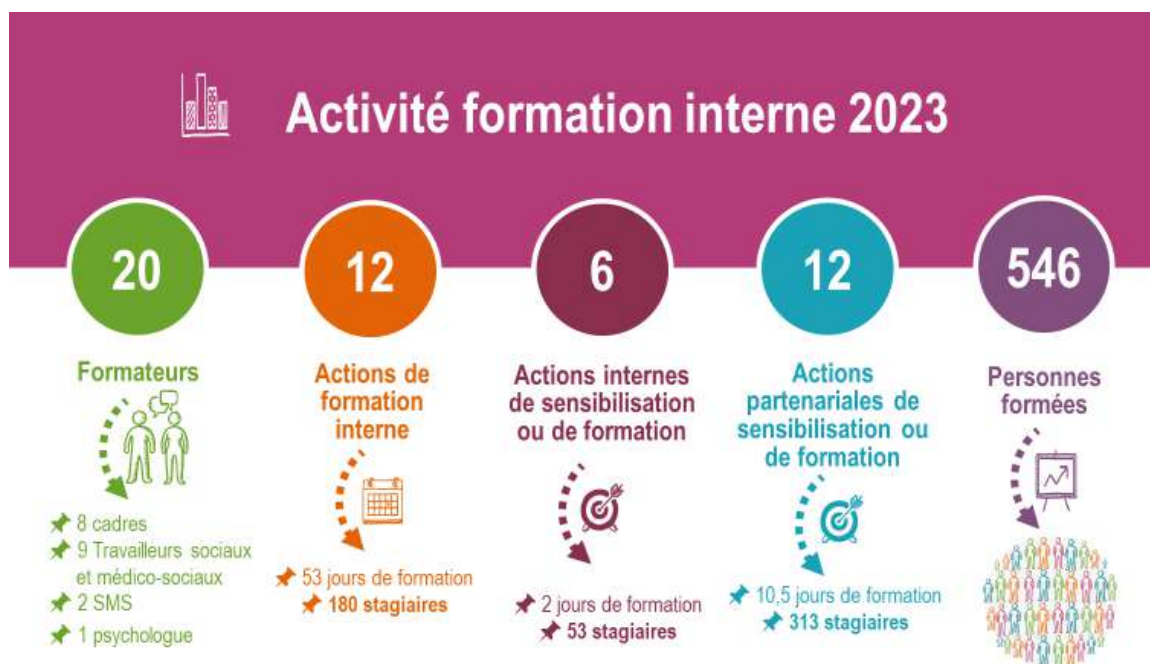 Activité formation interne 2023
20
Formateurs
8 cadres
9 Travailleurs sociaux
et médico-sociaux
2 SMS
1 psychologue
12
Actions de
formation
interne
53 jours de formation
180 stagiaires
6
Actions internes
de sensibilisation
ou de formation
2 jours de formation
53 stagiaires
12
Actions
partenariales de
sensibilisation ou
de formation
10,5 jours de formation
313 stagiaires
546
Personnes
formées